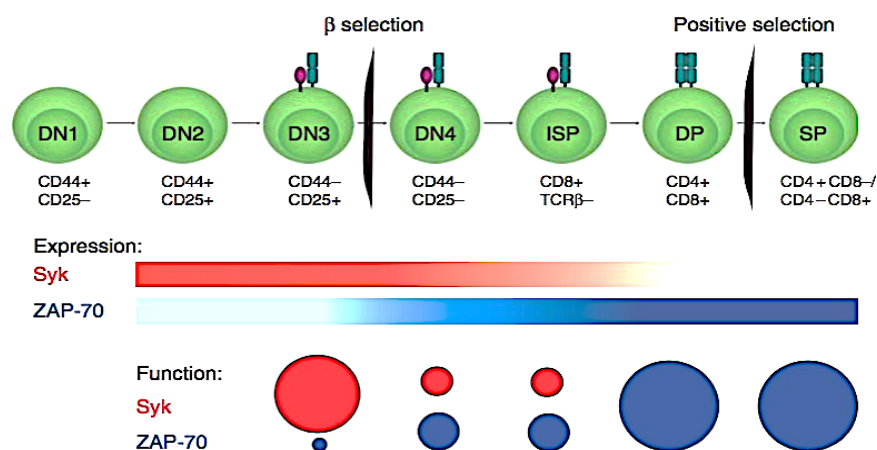 β selection Positive selection
DN1 DN2 DN3 DN4 ISP DP SP
CD44+ CD44+ CD44– CD44– CD8+ CD4+ CD4+CD8–/
CD25– CD25+ CD25+ CD25– TCRβ– CD8+ CD4–CD8+
Expression:
Syk
ZAP-70
Function:
Syk
ZAP-70